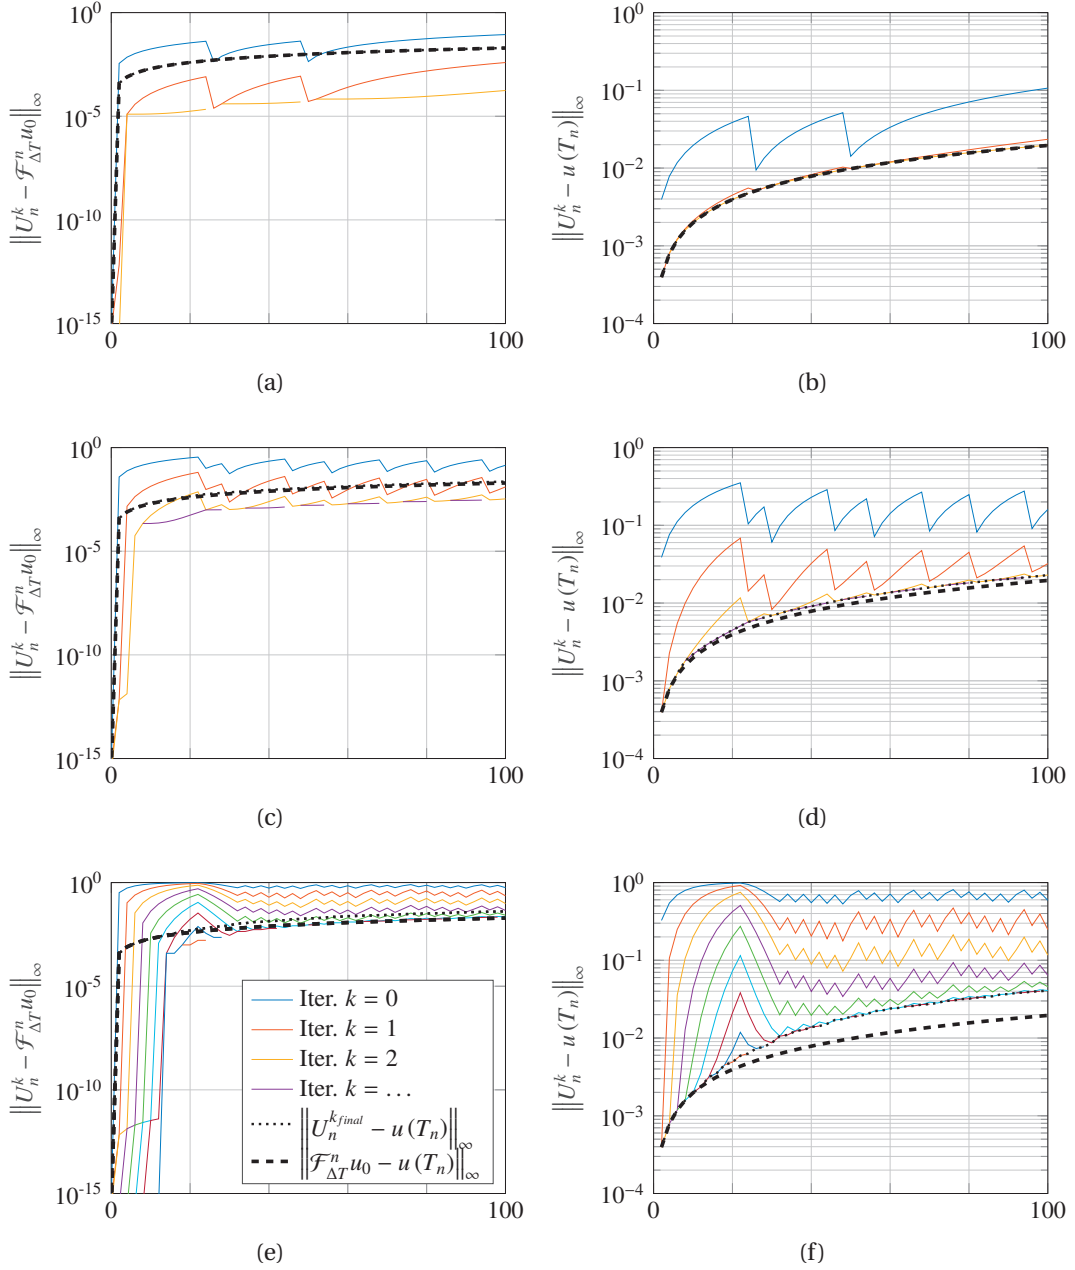 10^0
10^-5
10^-10
10^-15
0
100
||U_n^k − F_ΔT^n u_0||_∞
(a)
10^0
10^-1
10^-2
10^-3
10^-4
0
100
||U_n^k − u (T_n)||_∞
(b)
10^0
10^-5
10^-10
10^-15
0
100
||U_n^k − F_ΔT^n u_0||_∞
(c)
10^0
10^-1
10^-2
10^-3
10^-4
0
100
||U_n^k − u (T_n)||_∞
(d)
10^0
10^-5
10^-10
10^-15
0
100
||U_n^k − F_ΔT^n u_0||_∞
Iter. k = 0
Iter. k = 1
Iter. k = 2
Iter. k = …
||U_n^{k_final} − u (T_n)||_∞
||F_ΔT^n u_0 − u (T_n)||_∞
(e)
10^0
10^-1
10^-2
10^-3
10^-4
0
100
||U_n^k − u (T_n)||_∞
(f)